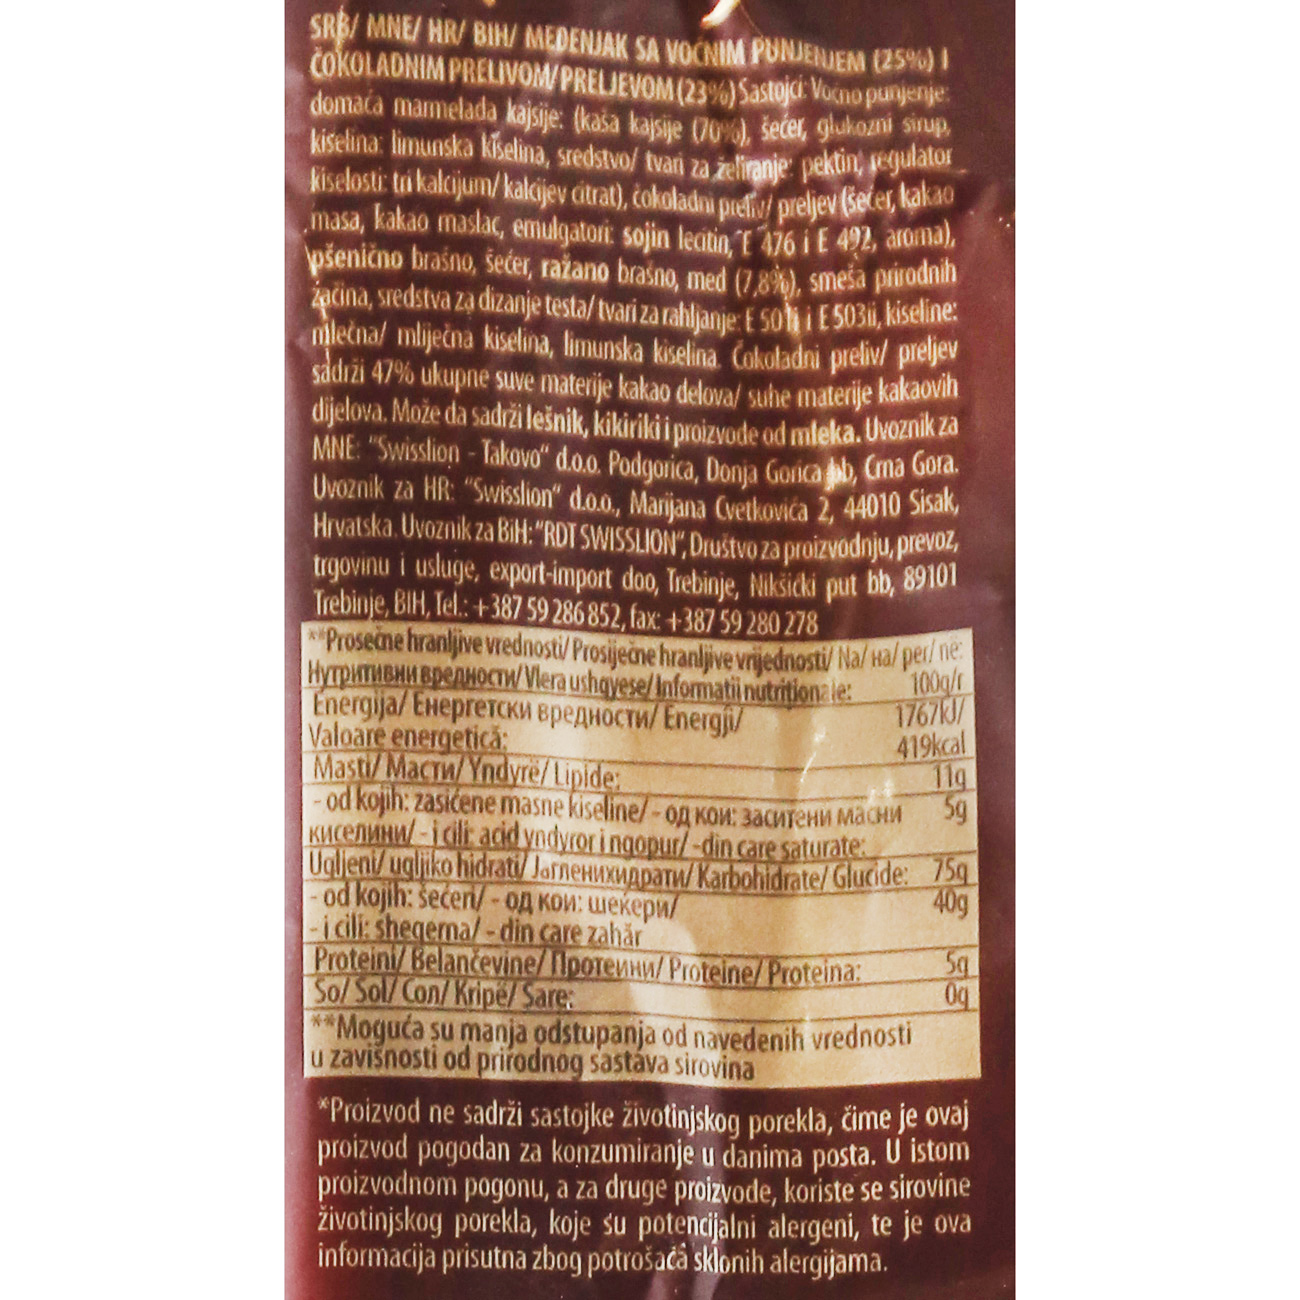 SRB/ MNE/ HR/ BIH/ MEDENJAK SA VOĆNIM PUNJENJEM (25%) I
ČOKOLADNIM PRELIVOM/ PRELJEVOM (23%) Sastojci: Voćno punjenje:
domaća marmelada kajsije: (kaša kajsije (70%), šećer, glukozni sirup,
kiselina: limunska kiselina, sredstvo/ tvari za želiranje: pektin, regulator
kiselosti: tri kalcijum/ kalcijev citrat), čokoladni preliv/ preljev (šećer, kakao
masa, kakao maslac, emulgatori: sojin lecitin, E 476 i E 492, aroma),
pšenično brašno, šećer, ražano brašno, med (7,8%), smeša prirodnih
začina, sredstva za dizanje testa/ tvari za rahljanje: E 501i i E 503ii, kiseline:
mlečna/ mliječna kiselina, limunska kiselina. Čokoladni preliv/ preljev
sadrži 47% ukupne suve materije kakao delova/ suhe materije kakaovih
dijelova. Može da sadrži lešnik, kikiriki i proizvode od mleka. Uvoznik za
MNE: "Swisslion - Takovo" d.o.o. Podgorica, Donja Gorica bb, Crna Gora.
Uvoznik za HR: "Swisslion" d.o.o., Marijana Cvetkovića 2, 44010 Sisak,
Hrvatska. Uvoznik za BiH: "RDT SWISSLION", Društvo za proizvodnju, prevoz,
trgovinu i usluge, export-import doo, Trebinje, Nikšićki put bb, 89101
Trebinje, BIH, Tel.: +387 59 286 852, fax: +387 59 280 278
**Prosečne hranljive vrednosti/ Prosiječne hranljive vrijednosti/ Na/ на/ per/ në:
Нутритивни вредности/ Vlera ushqyese/ Informatii nutritionale: 100g/г
Energija/ Енергетски вредности/ Energji/ 1767kJ/
Valoare energetică: 419kcal
Masti/ Масти/ Yndyrë/ Lipide: 11g
- od kojih: zasićene masne kiseline/ - од кои: заситени масни 5g
киселини/ - i cili: acid yndyror i ngopur/ -din care saturate:
Ugljeni/ ugljiko hidrati/ Јагленихидрати/ Karbohidrate/ Glucide: 75g
- od kojih: šećeri/ - од кои: шеќери/ 40g
- i cili: sheqerna/ - din care zahăr
Proteini/ Belančevine/ Протеини/ Proteine/ Proteina: 5g
So/ Sol/ Сол/ Kripë/ Sare: 0g
**Moguća su manja odstupanja od navedenih vrednosti
u zavisnosti od prirodnog sastava sirovina
*Proizvod ne sadrži sastojke životinjskog porekla, čime je ovaj
proizvod pogodan za konzumiranje u danima posta. U istom
proizvodnom pogonu, a za druge proizvode, koriste se sirovine
životinjskog porekla, koje su potencijalni alergeni, te je ova
informacija prisutna zbog potrošača sklonih alergijama.